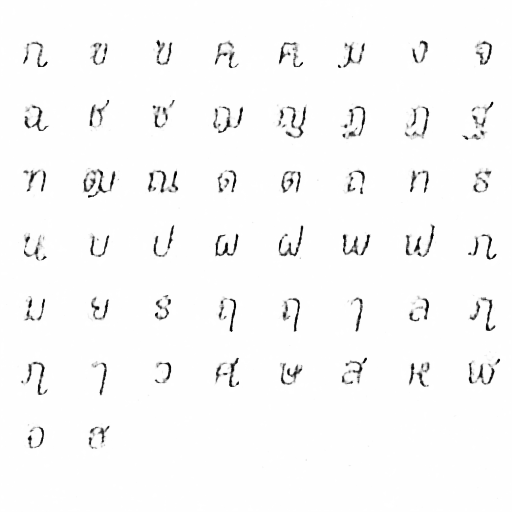 ก ข ฃ ค ฅ ฆ ง จ
ฉ ช ซ ฌ ญ ฎ ฏ ฐ
ฑ ฒ ณ ด ต ถ ท ธ
น บ ป ผ ฝ พ ฟ ภ
ม ย ร ฤ ฤ ๅ ล ฦ
ฦ ๅ ว ศ ษ ส ห ฬ
อ ฮ